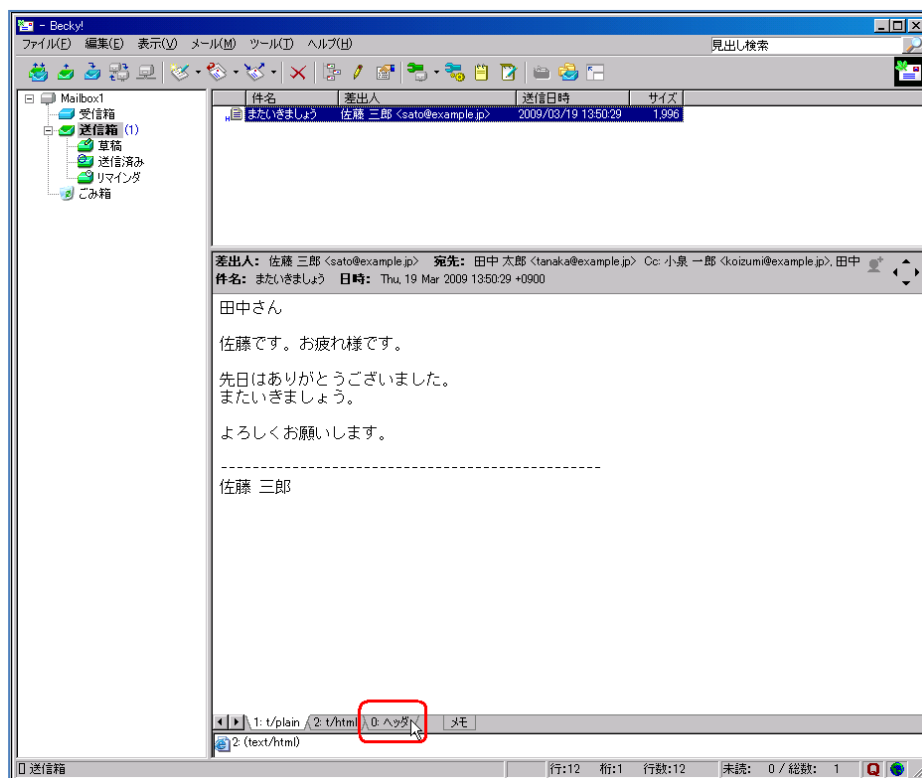 - Becky!
ファイル(F) 編集(E) 表示(V) メール(M) ツール(T) ヘルプ(H) 見出し検索
Mailbox1
受信箱
送信箱 (1)
草稿
送信済み
リマインダ
ごみ箱
件名 差出人 送信日時 サイズ
またいきましょう 佐藤 三郎 <sato@example.jp> 2009/03/19 13:50:29 1,996
差出人: 佐藤 三郎 <sato@example.jp> 宛先: 田中 太郎 <tanaka@example.jp> Cc: 小泉 一郎 <koizumi@example.jp>, 田中
件名: またいきましょう 日時: Thu, 19 Mar 2009 13:50:29 +0900
田中さん
佐藤です。お疲れ様です。
先日はありがとうございました。
またいきましょう。
よろしくお願いします。
------------------------------------------------
佐藤 三郎
1: t/plain 2: t/html 0: ヘッダ メモ
2: (text/html)
送信箱 行:12 桁:1 行数:12 未読: 0 / 総数: 1 Q